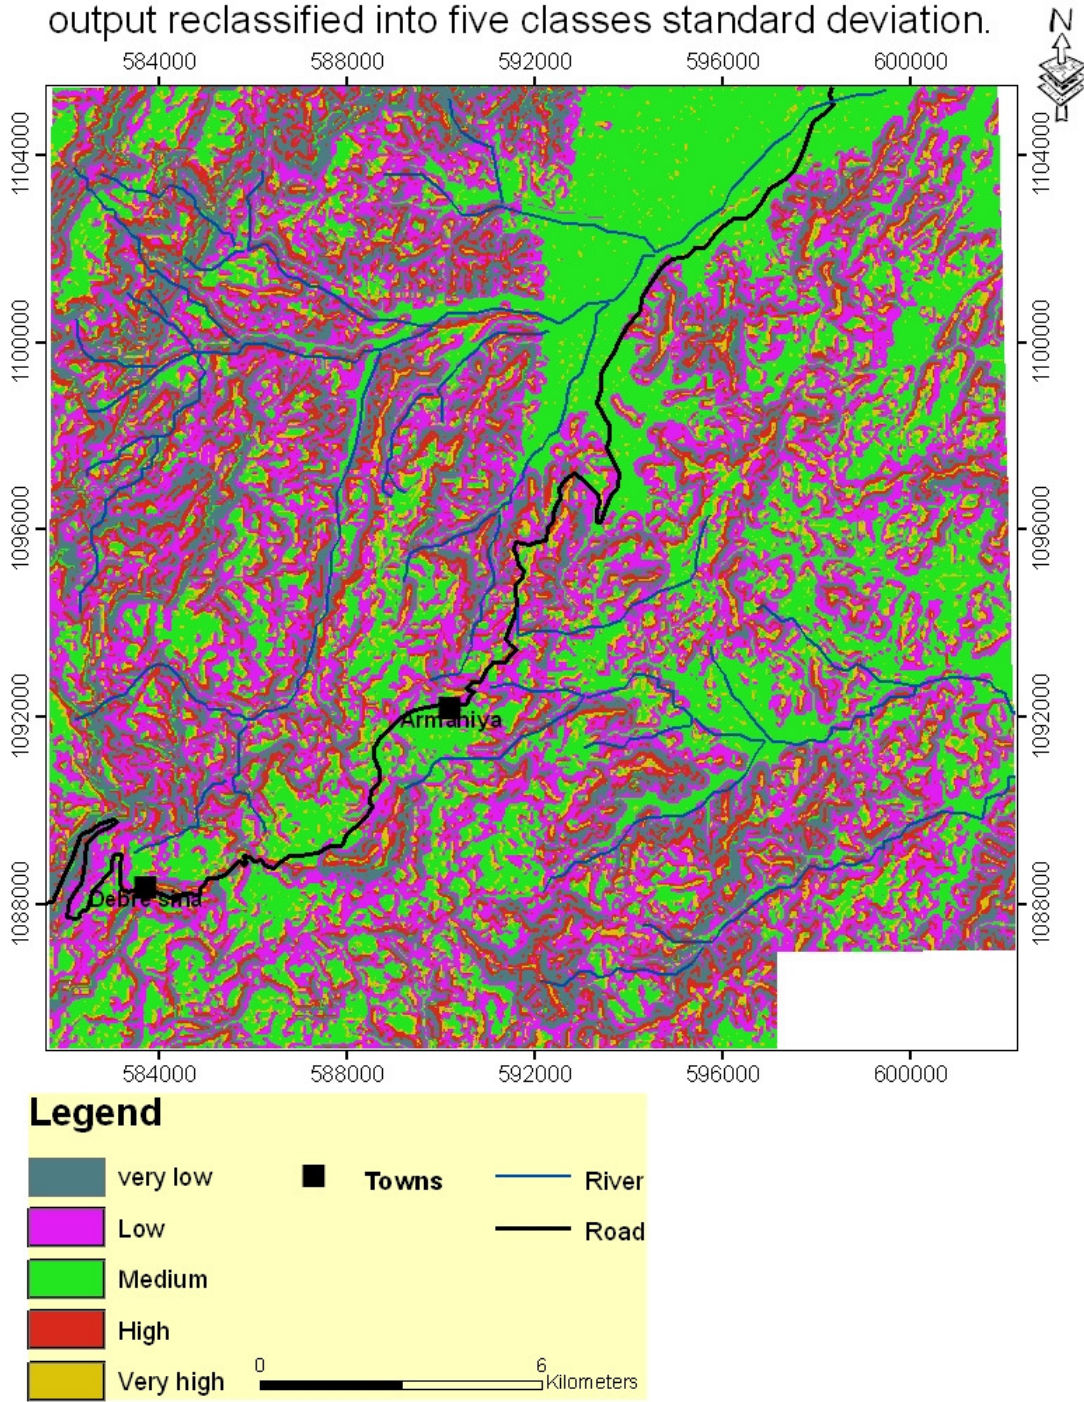 output reclassified into five classes standard deviation.
N
584000 588000 592000 596000 600000
1104000 1104000
1100000 1100000
1096000 1096000
1092000 1092000
1088000 1088000
Armaniya
Debre sina
584000 588000 592000 596000 600000
Legend
very low
Low
Medium
High
Very high
Towns
River
Road
0 6
Kilometers